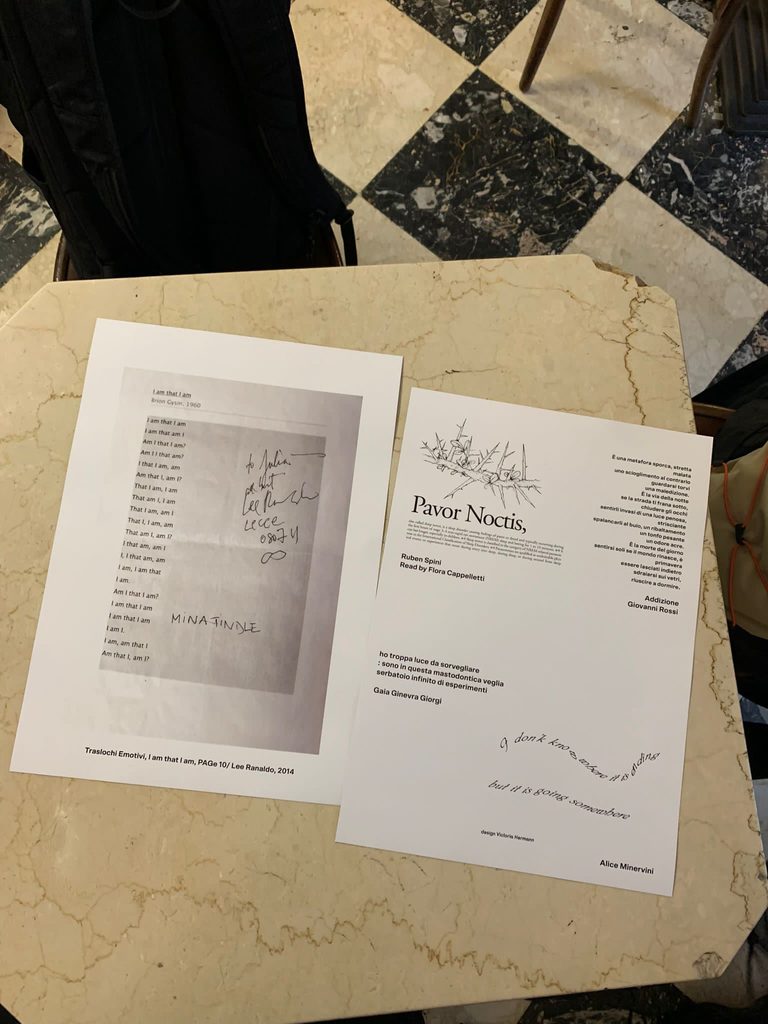 I am that I am
Brion Gysin, 1960
I am that I am
I am that am I
Am I that I am?
Am I I that am?
I that I am, am
Am that I am, I?
That I am, I am
That am I, I am
That I am, am I
That I, I am, am
That am I, am I?
I that am, am I
I, I that am, am
I am, I am that
I am.
Am I that I am?
I am that I am
I am that I am
I am I.
I am, am that I
Am that I, am I?
to Julia
Lee Ranaldo
LECCE
080714
∞
MINA TINDLE
Traslochi Emotivi, I am that I am, PAGe 10/ Lee Ranaldo, 2014
Pavor Noctis,
Ruben Spini
Read by Flora Cappelletti
È una metafora sporca, stretta
malata
uno scioglimento al contrario
guardarsi torvi
una maledizione.
È la via della notte
se la strada ti frana sotto,
chiudere gli occhi
sentirti invasi di una luce penosa,
strisciante
spalancarli al buio, un ribaltamento
un tonfo pesante
un odore acre.
È la morte del giorno
sentirsi soli se il mondo rinasce, è
primavera
essere lasciati indietro
sdraiarsi sui vetri,
riuscire a dormire.
Addizione
Giovanni Rossi
ho troppa luce da sorvegliare
: sono in questa mastodontica veglia
serbatoio infinito di esperimenti
Gaia Ginevra Giorgi
I don't know where it is ending
but it is going somewhere
design Victoria Hermann
Alice Minervini